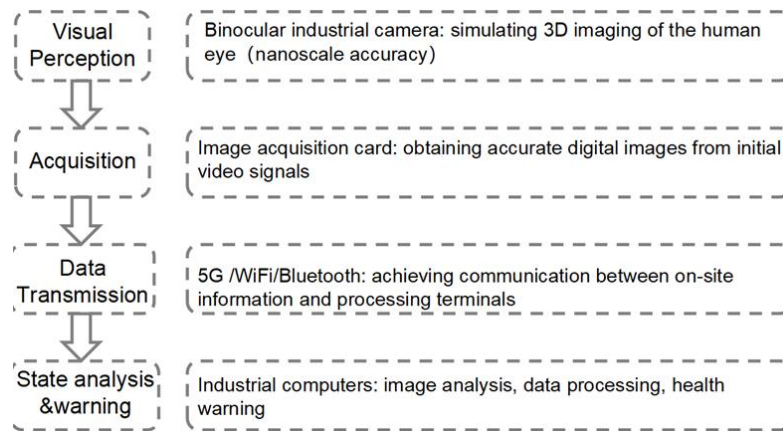 Visual
Perception
Binocular industrial camera: simulating 3D imaging of the human
eye（nanoscale accuracy）
Acquisition
Image acquisition card: obtaining accurate digital images from initial
video signals
Data
Transmission
5G /WiFi/Bluetooth: achieving communication between on-site
information and processing terminals
State analysis
&warning
Industrial computers: image analysis, data processing, health
warning